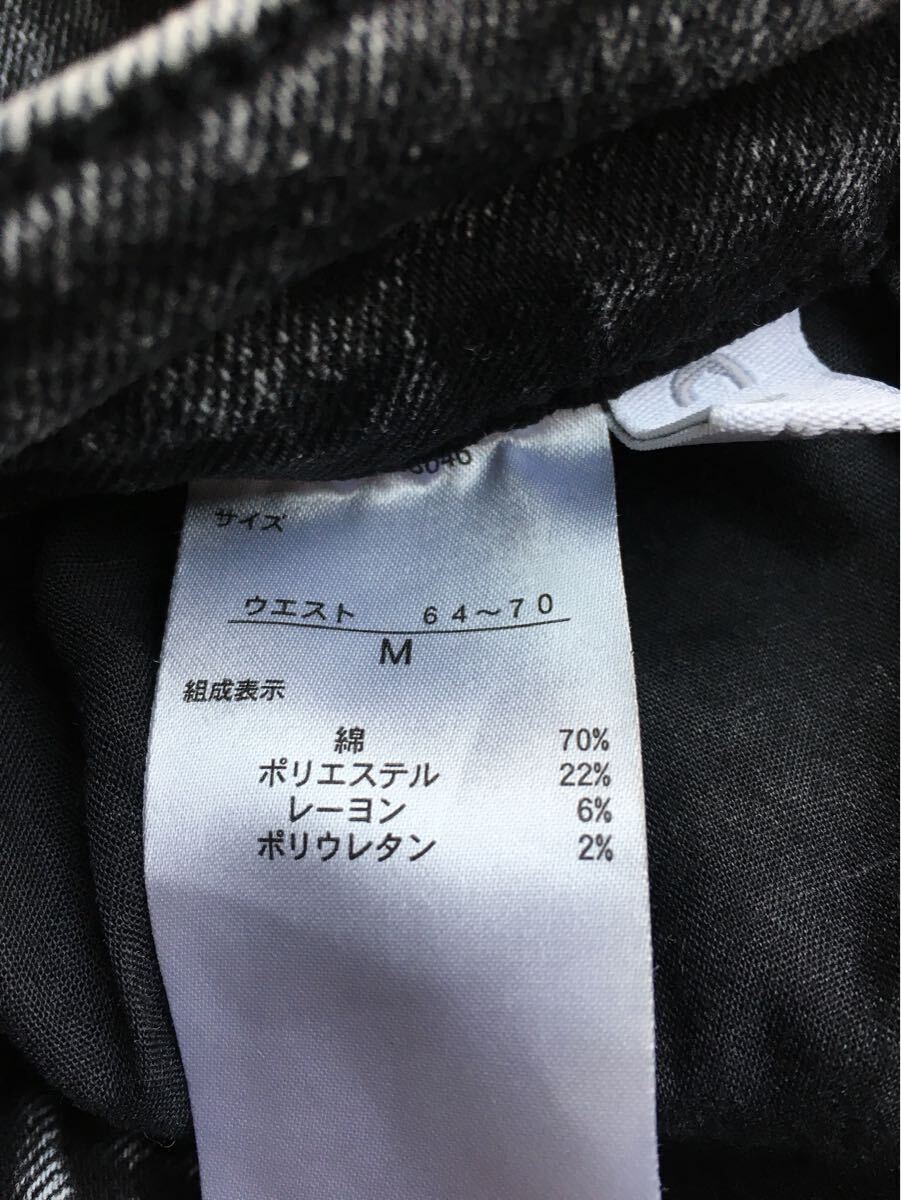 サイズ
ウエスト 64～70
M
組成表示
綿 70%
ポリエステル 22%
レーヨン 6%
ポリウレタン 2%